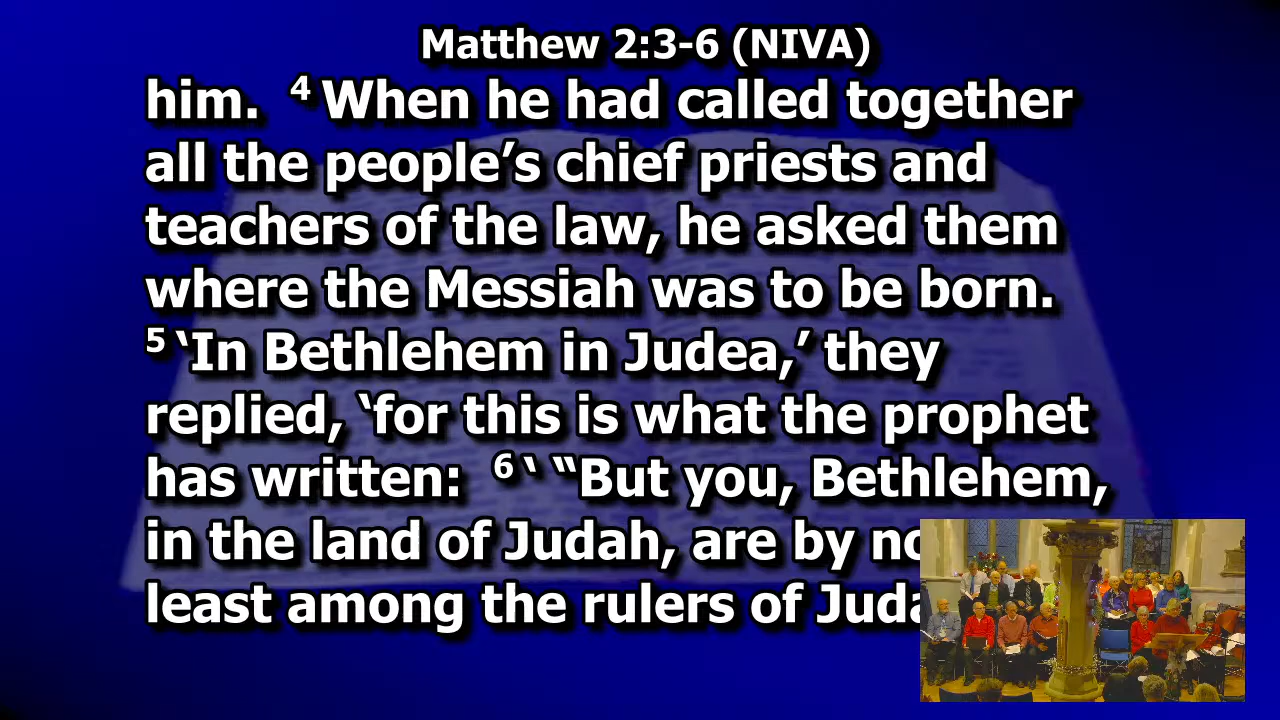 Matthew 2:3-6 (NIVA)
him. ⁴ When he had called together
all the people’s chief priests and
teachers of the law, he asked them
where the Messiah was to be born.
⁵ ‘In Bethlehem in Judea,’ they
replied, ‘for this is what the prophet
has written: ⁶ ‘ “But you, Bethlehem,
in the land of Judah, are by
least among the rulers of